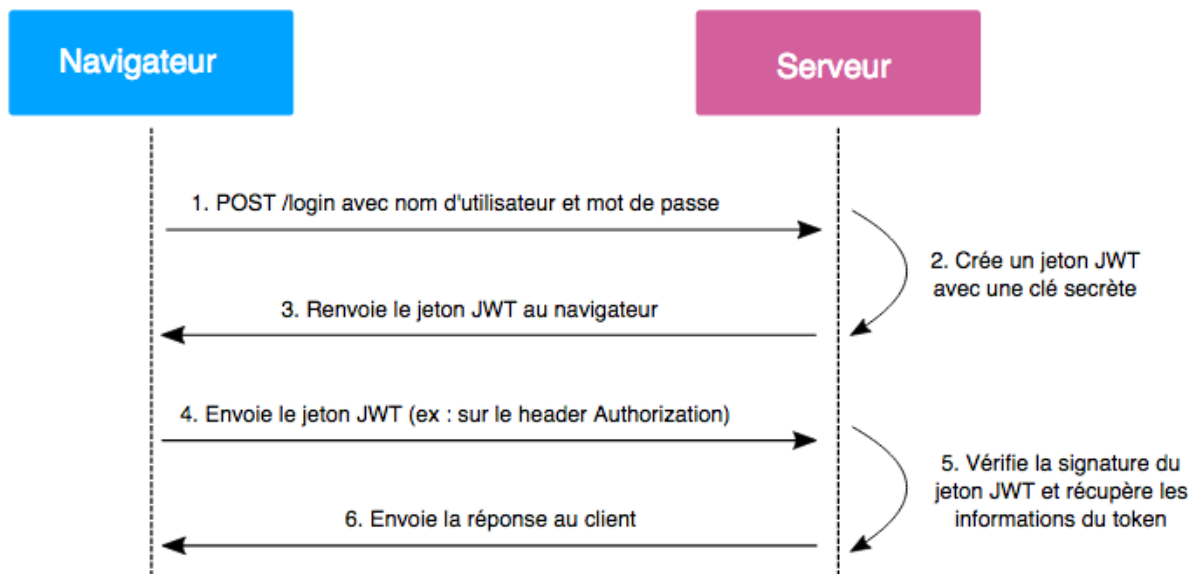 Navigateur
Serveur
1. POST /login avec nom d'utilisateur et mot de passe
2. Crée un jeton JWT
avec une clé secrète
3. Renvoie le jeton JWT au navigateur
4. Envoie le jeton JWT (ex : sur le header Authorization)
5. Vérifie la signature du
jeton JWT et récupère les
informations du token
6. Envoie la réponse au client